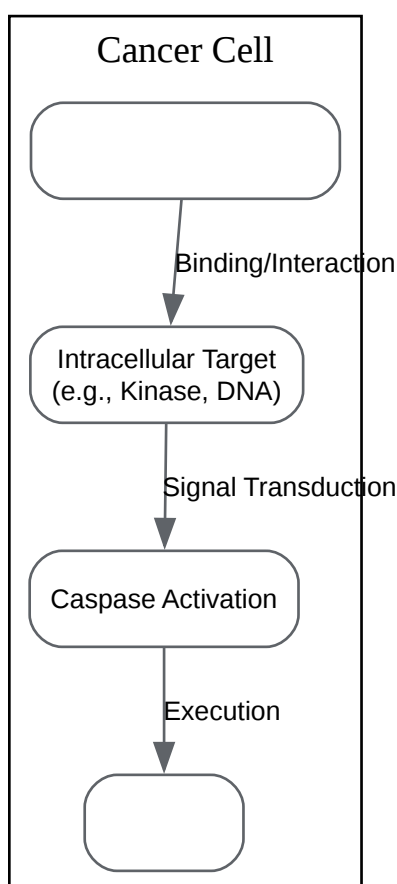 Cancer Cell
Binding/Interaction
Intracellular Target
(e.g., Kinase, DNA)
Signal Transduction
Caspase Activation
Execution